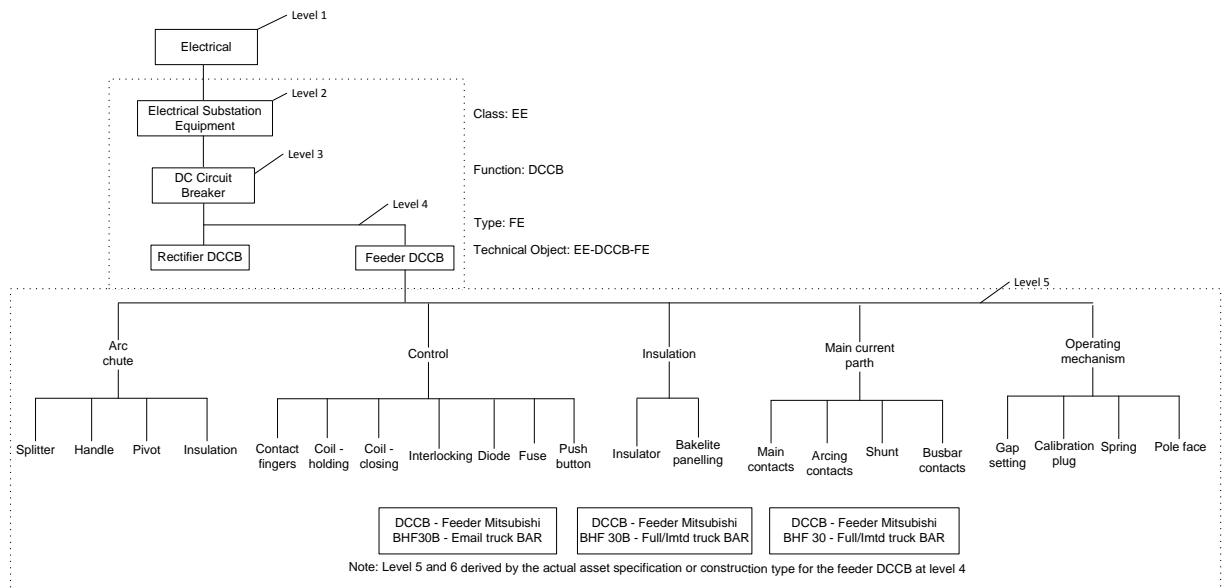 Level 1
Electrical
Level 2
Electrical Substation
Equipment
Class: EE
Level 3
DC Circuit
Breaker
Function: DCCB
Level 4
Type: FE
Rectifier DCCB
Feeder DCCB
Technical Object: EE-DCCB-FE
Level 5
Arc
chute
Control
Insulation
Main current
parth
Operating
mechanism
Splitter
Handle
Pivot
Insulation
Contact
fingers
Coil -
holding
Coil -
closing
Interlocking
Diode
Fuse
Push
button
Insulator
Bakelite
panelling
Main
contacts
Arcing
contacts
Shunt
Busbar
contacts
Gap
setting
Calibration
plug
Spring
Pole face
DCCB - Feeder Mitsubishi
BHF30B - Email truck BAR
DCCB - Feeder Mitsubishi
BHF 30B - Full/Imtd truck BAR
DCCB - Feeder Mitsubishi
BHF 30 - Full/Imtd truck BAR
Note: Level 5 and 6 derived by the actual asset specification or construction type for the feeder DCCB at level 4